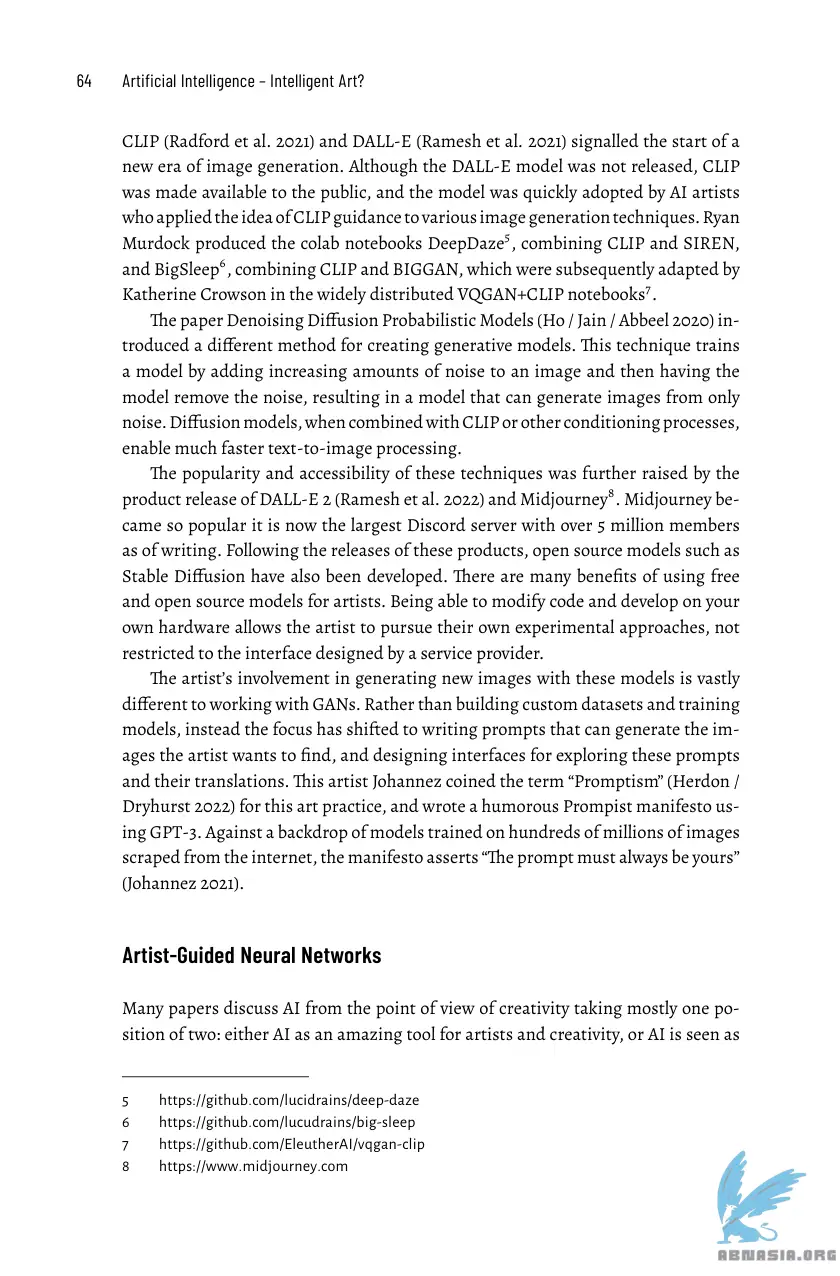 64 Artificial Intelligence – Intelligent Art?
CLIP (Radford et al. 2021) and DALL-E (Ramesh et al. 2021) signalled the start of a
new era of image generation. Although the DALL-E model was not released, CLIP
was made available to the public, and the model was quickly adopted by AI artists
who applied the idea of CLIP guidance to various image generation techniques. Ryan
Murdock produced the colab notebooks DeepDaze⁵, combining CLIP and SIREN,
and BigSleep⁶, combining CLIP and BIGGAN, which were subsequently adapted by
Katherine Crowson in the widely distributed VQGAN+CLIP notebooks⁷.
The paper Denoising Diffusion Probabilistic Models (Ho / Jain / Abbeel 2020) in-
troduced a different method for creating generative models. This technique trains
a model by adding increasing amounts of noise to an image and then having the
model remove the noise, resulting in a model that can generate images from only
noise. Diffusion models, when combined with CLIP or other conditioning processes,
enable much faster text-to-image processing.
The popularity and accessibility of these techniques was further raised by the
product release of DALL-E 2 (Ramesh et al. 2022) and Midjourney⁸. Midjourney be-
came so popular it is now the largest Discord server with over 5 million members
as of writing. Following the releases of these products, open source models such as
Stable Diffusion have also been developed. There are many benefits of using free
and open source models for artists. Being able to modify code and develop on your
own hardware allows the artist to pursue their own experimental approaches, not
restricted to the interface designed by a service provider.
The artist's involvement in generating new images with these models is vastly
different to working with GANs. Rather than building custom datasets and training
models, instead the focus has shifted to writing prompts that can generate the im-
ages the artist wants to find, and designing interfaces for exploring these prompts
and their translations. This artist Johannez coined the term “Promptism” (Herdon /
Dryhurst 2022) for this art practice, and wrote a humorous Prompist manifesto us-
ing GPT-3. Against a backdrop of models trained on hundreds of millions of images
scraped from the internet, the manifesto asserts “The prompt must always be yours”
(Johannez 2021).
Artist-Guided Neural Networks
Many papers discuss AI from the point of view of creativity taking mostly one po-
sition of two: either AI as an amazing tool for artists and creativity, or AI is seen as
5 https://github.com/lucidrains/deep-daze
6 https://github.com/lucudrains/big-sleep
7 https://github.com/EleutherAI/vqgan-clip
8 https://www.midjourney.com
ABNASIA.ORG